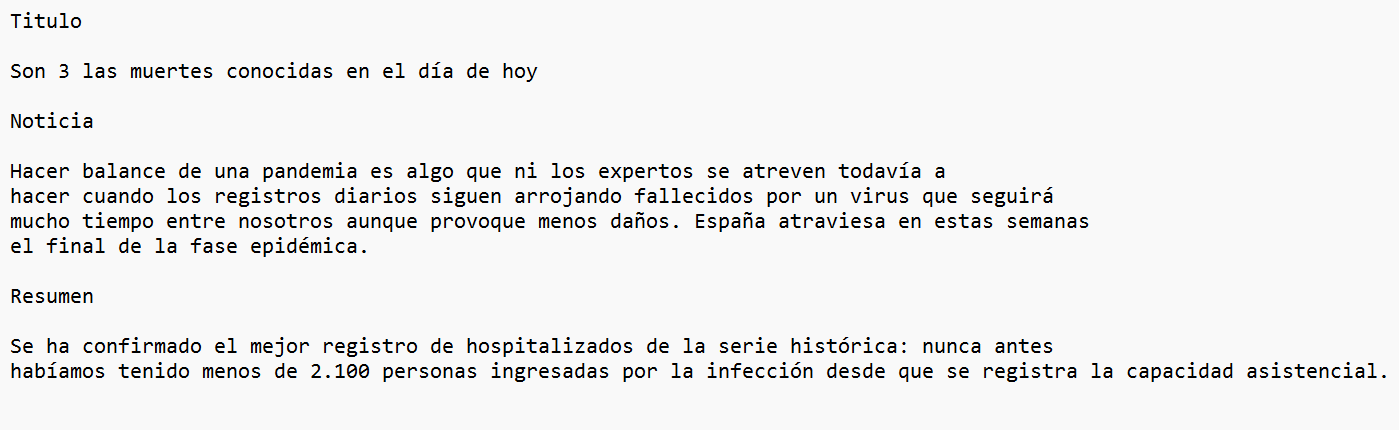 Titulo
Son 3 las muertes conocidas en el día de hoy
Noticia
Hacer balance de una pandemia es algo que ni los expertos se atreven todavía a
hacer cuando los registros diarios siguen arrojando fallecidos por un virus que seguirá
mucho tiempo entre nosotros aunque provoque menos daños. España atraviesa en estas semanas
el final de la fase epidémica.
Resumen
Se ha confirmado el mejor registro de hospitalizados de la serie histórica: nunca antes
habíamos tenido menos de 2.100 personas ingresadas por la infección desde que se registra la capacidad asistencial.